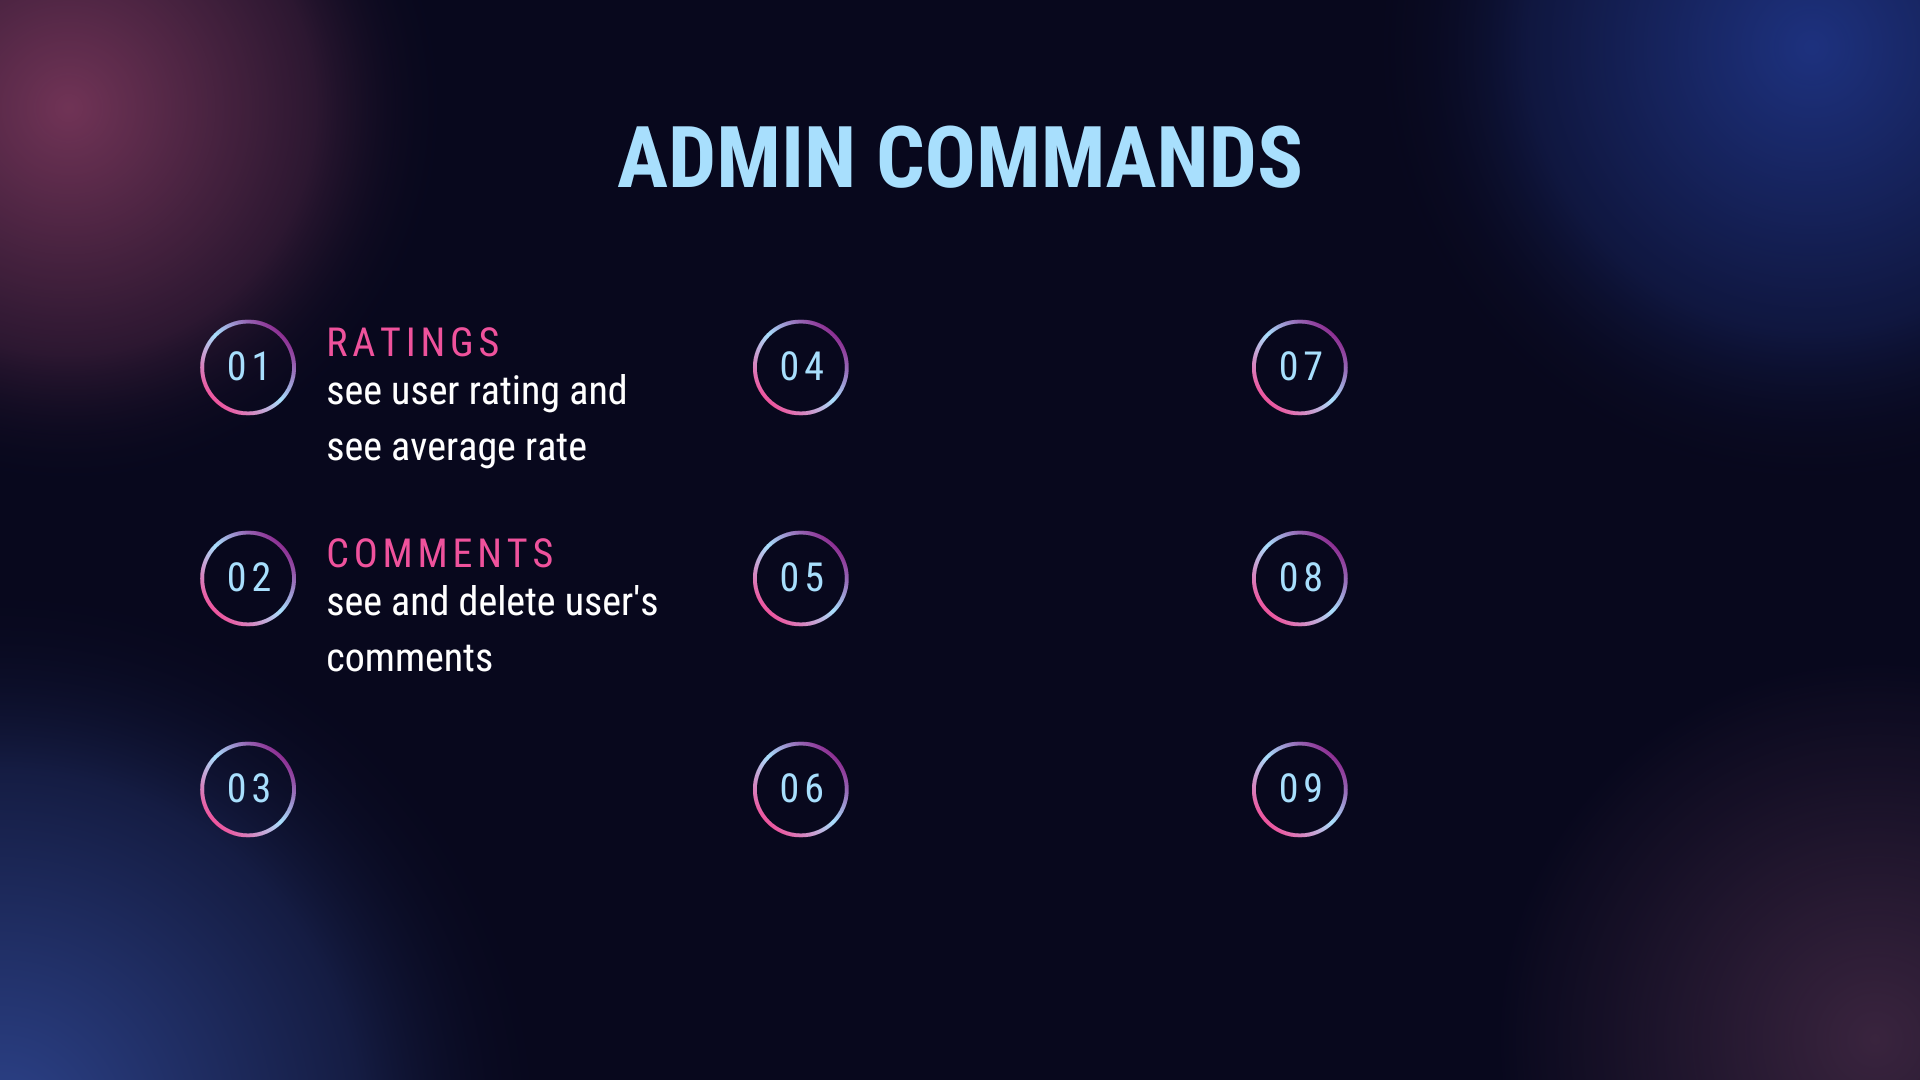 ADMIN COMMANDS
01
RATINGS
see user rating and
see average rate
02
COMMENTS
see and delete user's
comments
03
04
05
06
07
08
09